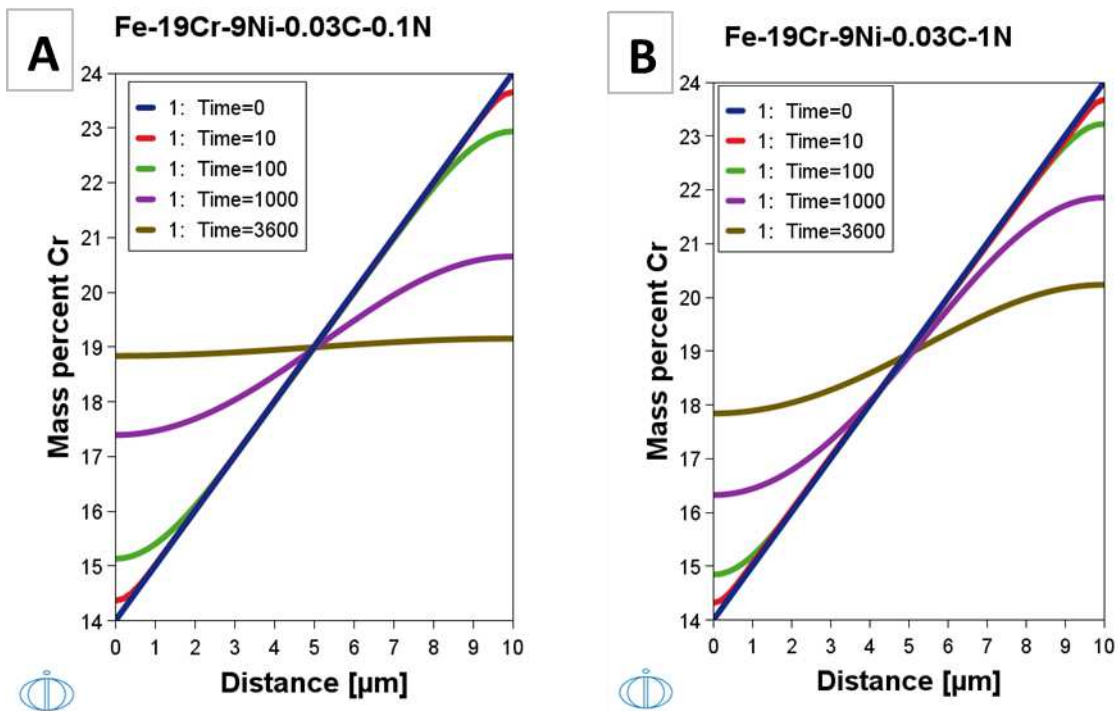 A
Fe-19Cr-9Ni-0.03C-0.1N
24
23
22
21
20
19
18
17
16
15
14
Mass percent Cr
1: Time=0
1: Time=10
1: Time=100
1: Time=1000
1: Time=3600
0 1 2 3 4 5 6 7 8 9 10
Distance [µm]
B
Fe-19Cr-9Ni-0.03C-1N
24
23
22
21
20
19
18
17
16
15
14
Mass percent Cr
1: Time=0
1: Time=10
1: Time=100
1: Time=1000
1: Time=3600
0 1 2 3 4 5 6 7 8 9 10
Distance [µm]